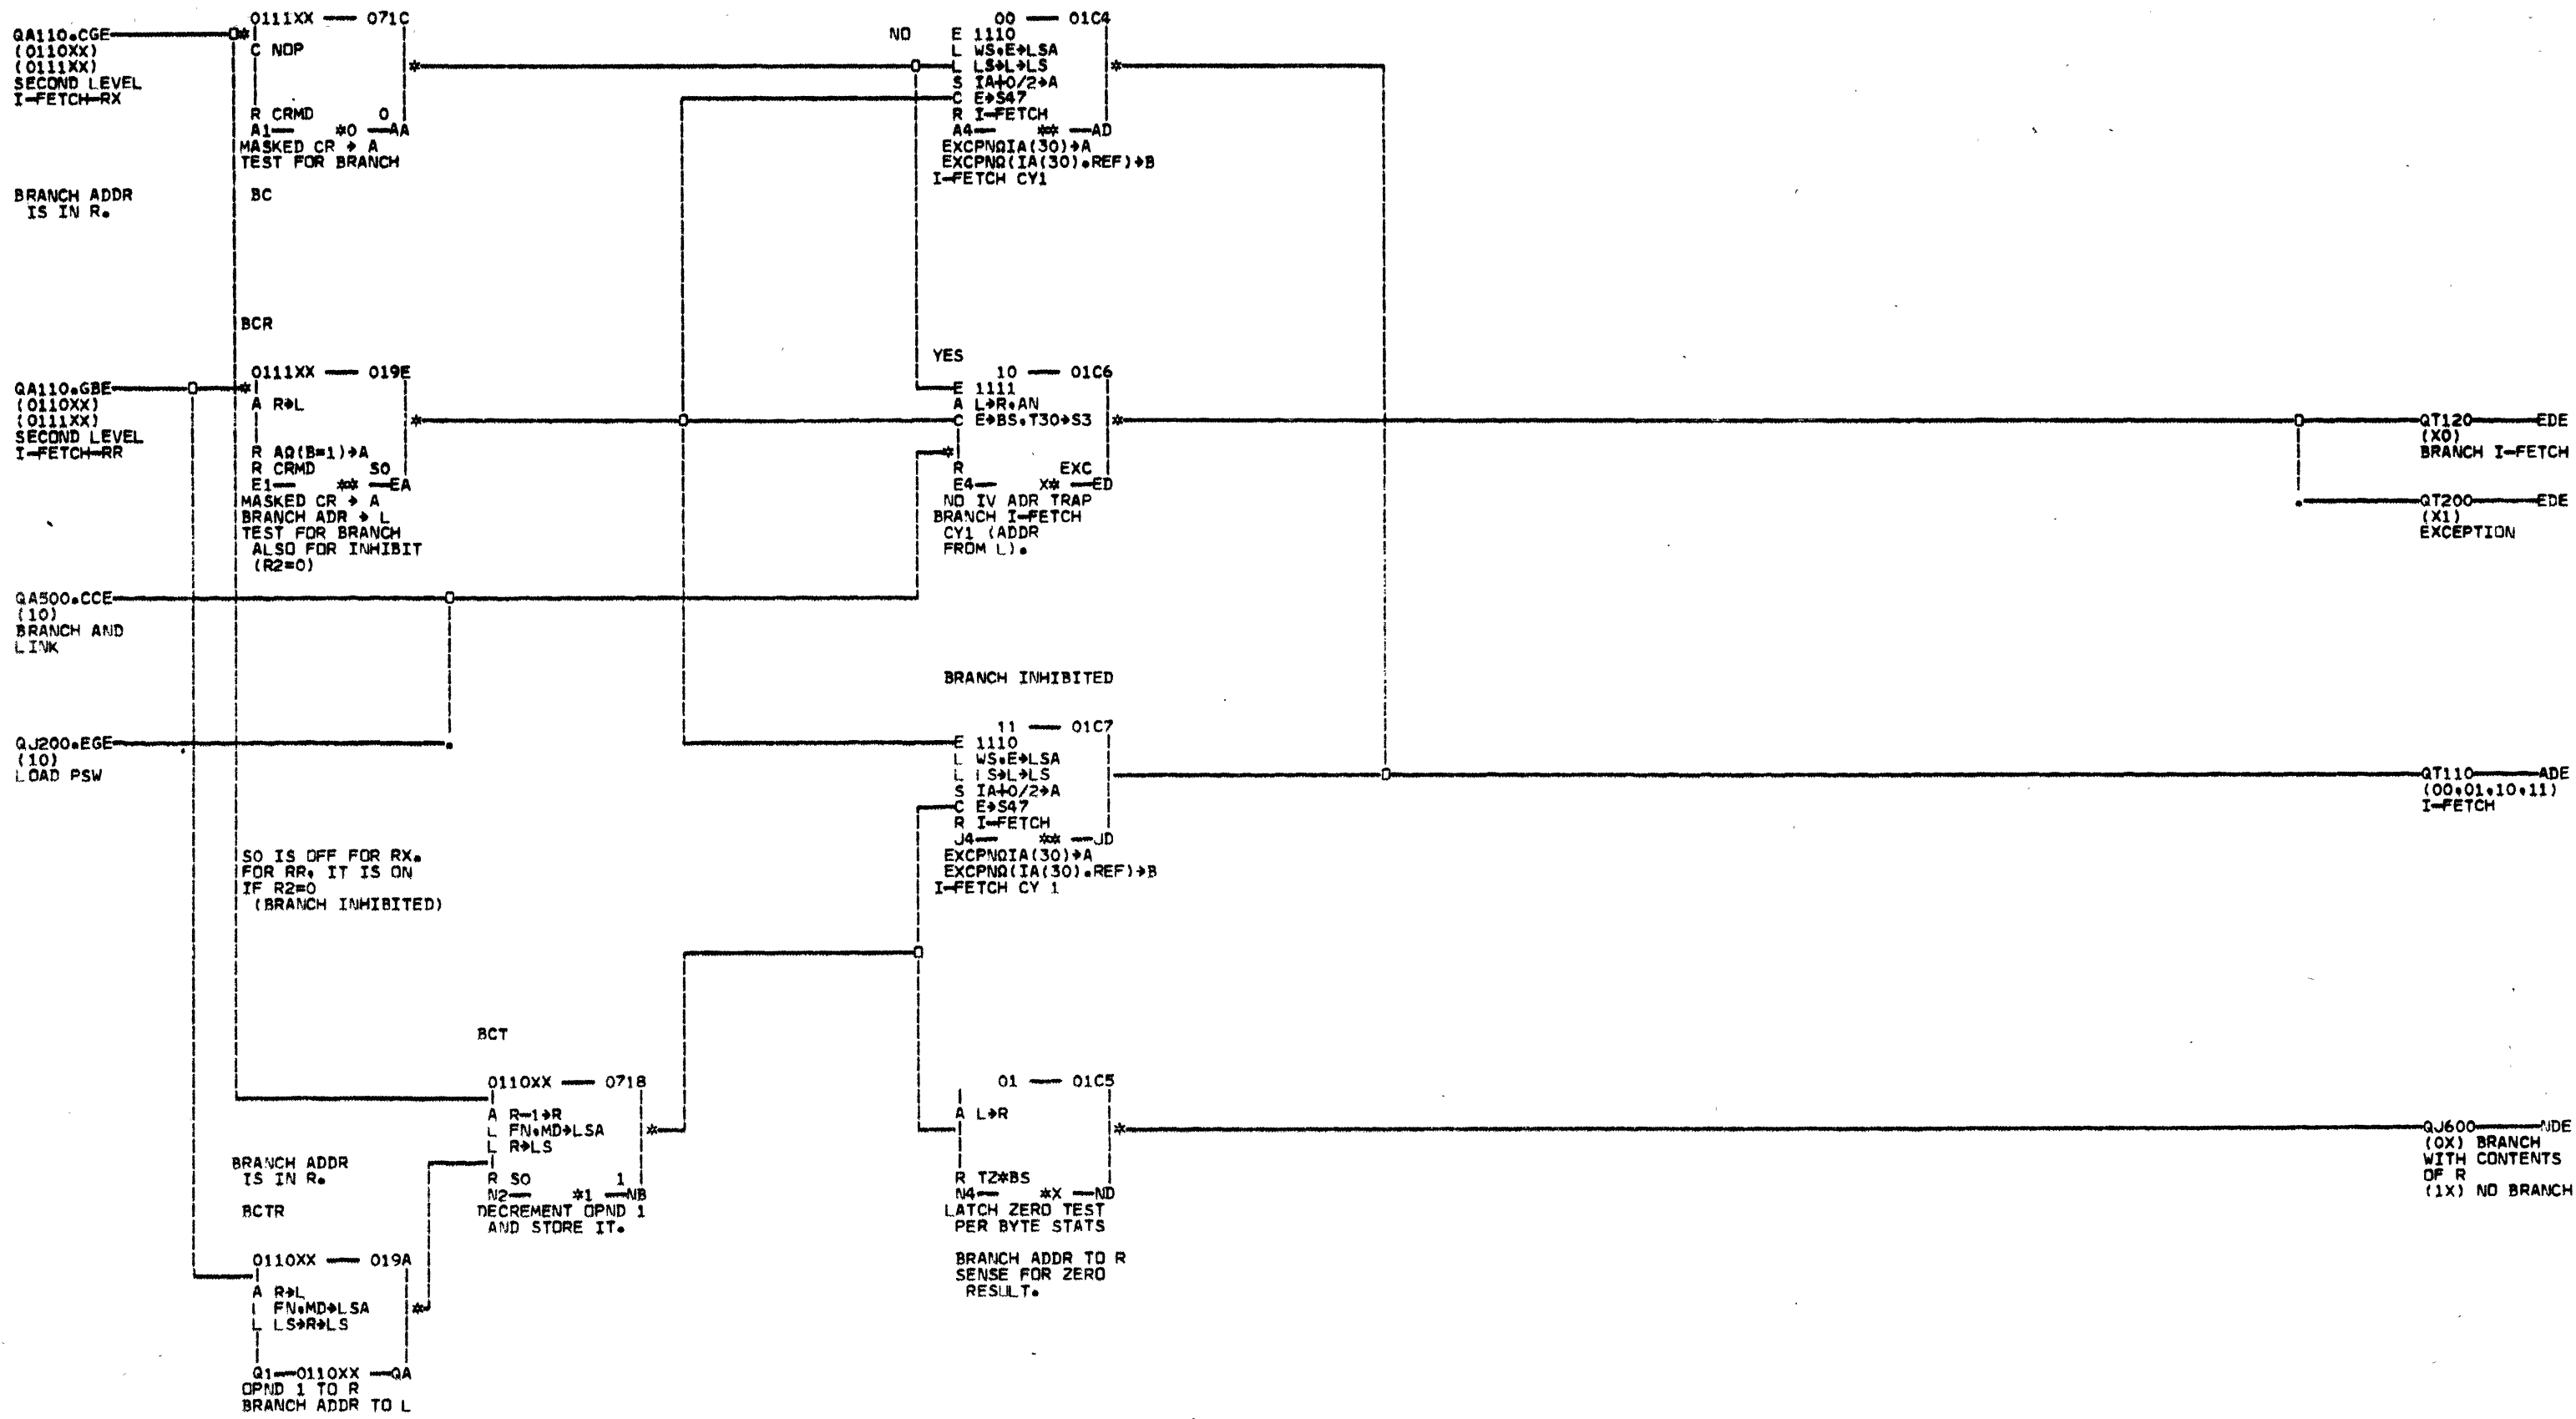 QA110.CGE
(0110XX)
(0111XX)
SECOND LEVEL
I-FETCH-RX
BRANCH ADDR
IS IN R.
0111XX — 071C
C NOP
R CRMD 0
A1— *0 —AA
MASKED CR → A
TEST FOR BRANCH
BC
NO
00 — 01C4
E 1110
L WS.E→LSA
L LS→L→LS
S IA+0/2→A
C E→S47
R I-FETCH
A4— ** —AD
EXCPNΩIA(30)→A
EXCPNΩ(IA(30).REF)→B
I-FETCH CY1
BCR
QA110.GBE
(0110XX)
(0111XX)
SECOND LEVEL
I-FETCH-RR
0111XX — 019E
A R→L
R AΩ(B=1)→A
R CRMD S0
E1— ** —EA
MASKED CR → A
BRANCH ADR → L
TEST FOR BRANCH
ALSO FOR INHIBIT
(R2=0)
YES
10 — 01C6
E 1111
A L→R,AN
C E→BS,T30→S3
R EXC
E4— X* —ED
NO IV ADR TRAP
BRANCH I-FETCH
CY1 (ADDR
FROM L).
QT120—EDE
(X0)
BRANCH I-FETCH
QT200—EDE
(X1)
EXCEPTION
QA500.CCE
(10)
BRANCH AND
LINK
QJ200.EGE
(10)
LOAD PSW
BRANCH INHIBITED
11 — 01C7
E 1110
L WS.E→LSA
L LS→L→LS
S IA+0/2→A
C E→S47
R I-FETCH
J4— ** —JD
EXCPNΩIA(30)→A
EXCPNΩ(IA(30).REF)→B
I-FETCH CY 1
QT110—ADE
(00,01,10,11)
I-FETCH
S0 IS OFF FOR RX.
FOR RR, IT IS ON
IF R2=0
(BRANCH INHIBITED)
BCT
0110XX — 0718
A R-1→R
L FN,MD→LSA
L R→LS
R S0 1
N2— *1 —NB
DECREMENT OPND 1
AND STORE IT.
01 — 01C5
A L→R
R TZ*BS
N4— *X —ND
LATCH ZERO TEST
PER BYTE STATS
BRANCH ADDR TO R
SENSE FOR ZERO
RESULT.
QJ600—NDE
(0X) BRANCH
WITH CONTENTS
OF R
(1X) NO BRANCH
BRANCH ADDR
IS IN R.
BCTR
0110XX — 019A
A R→L
L FN,MD→LSA
L LS→R→LS
Q1—0110XX —QA
OPND 1 TO R
BRANCH ADDR TO L